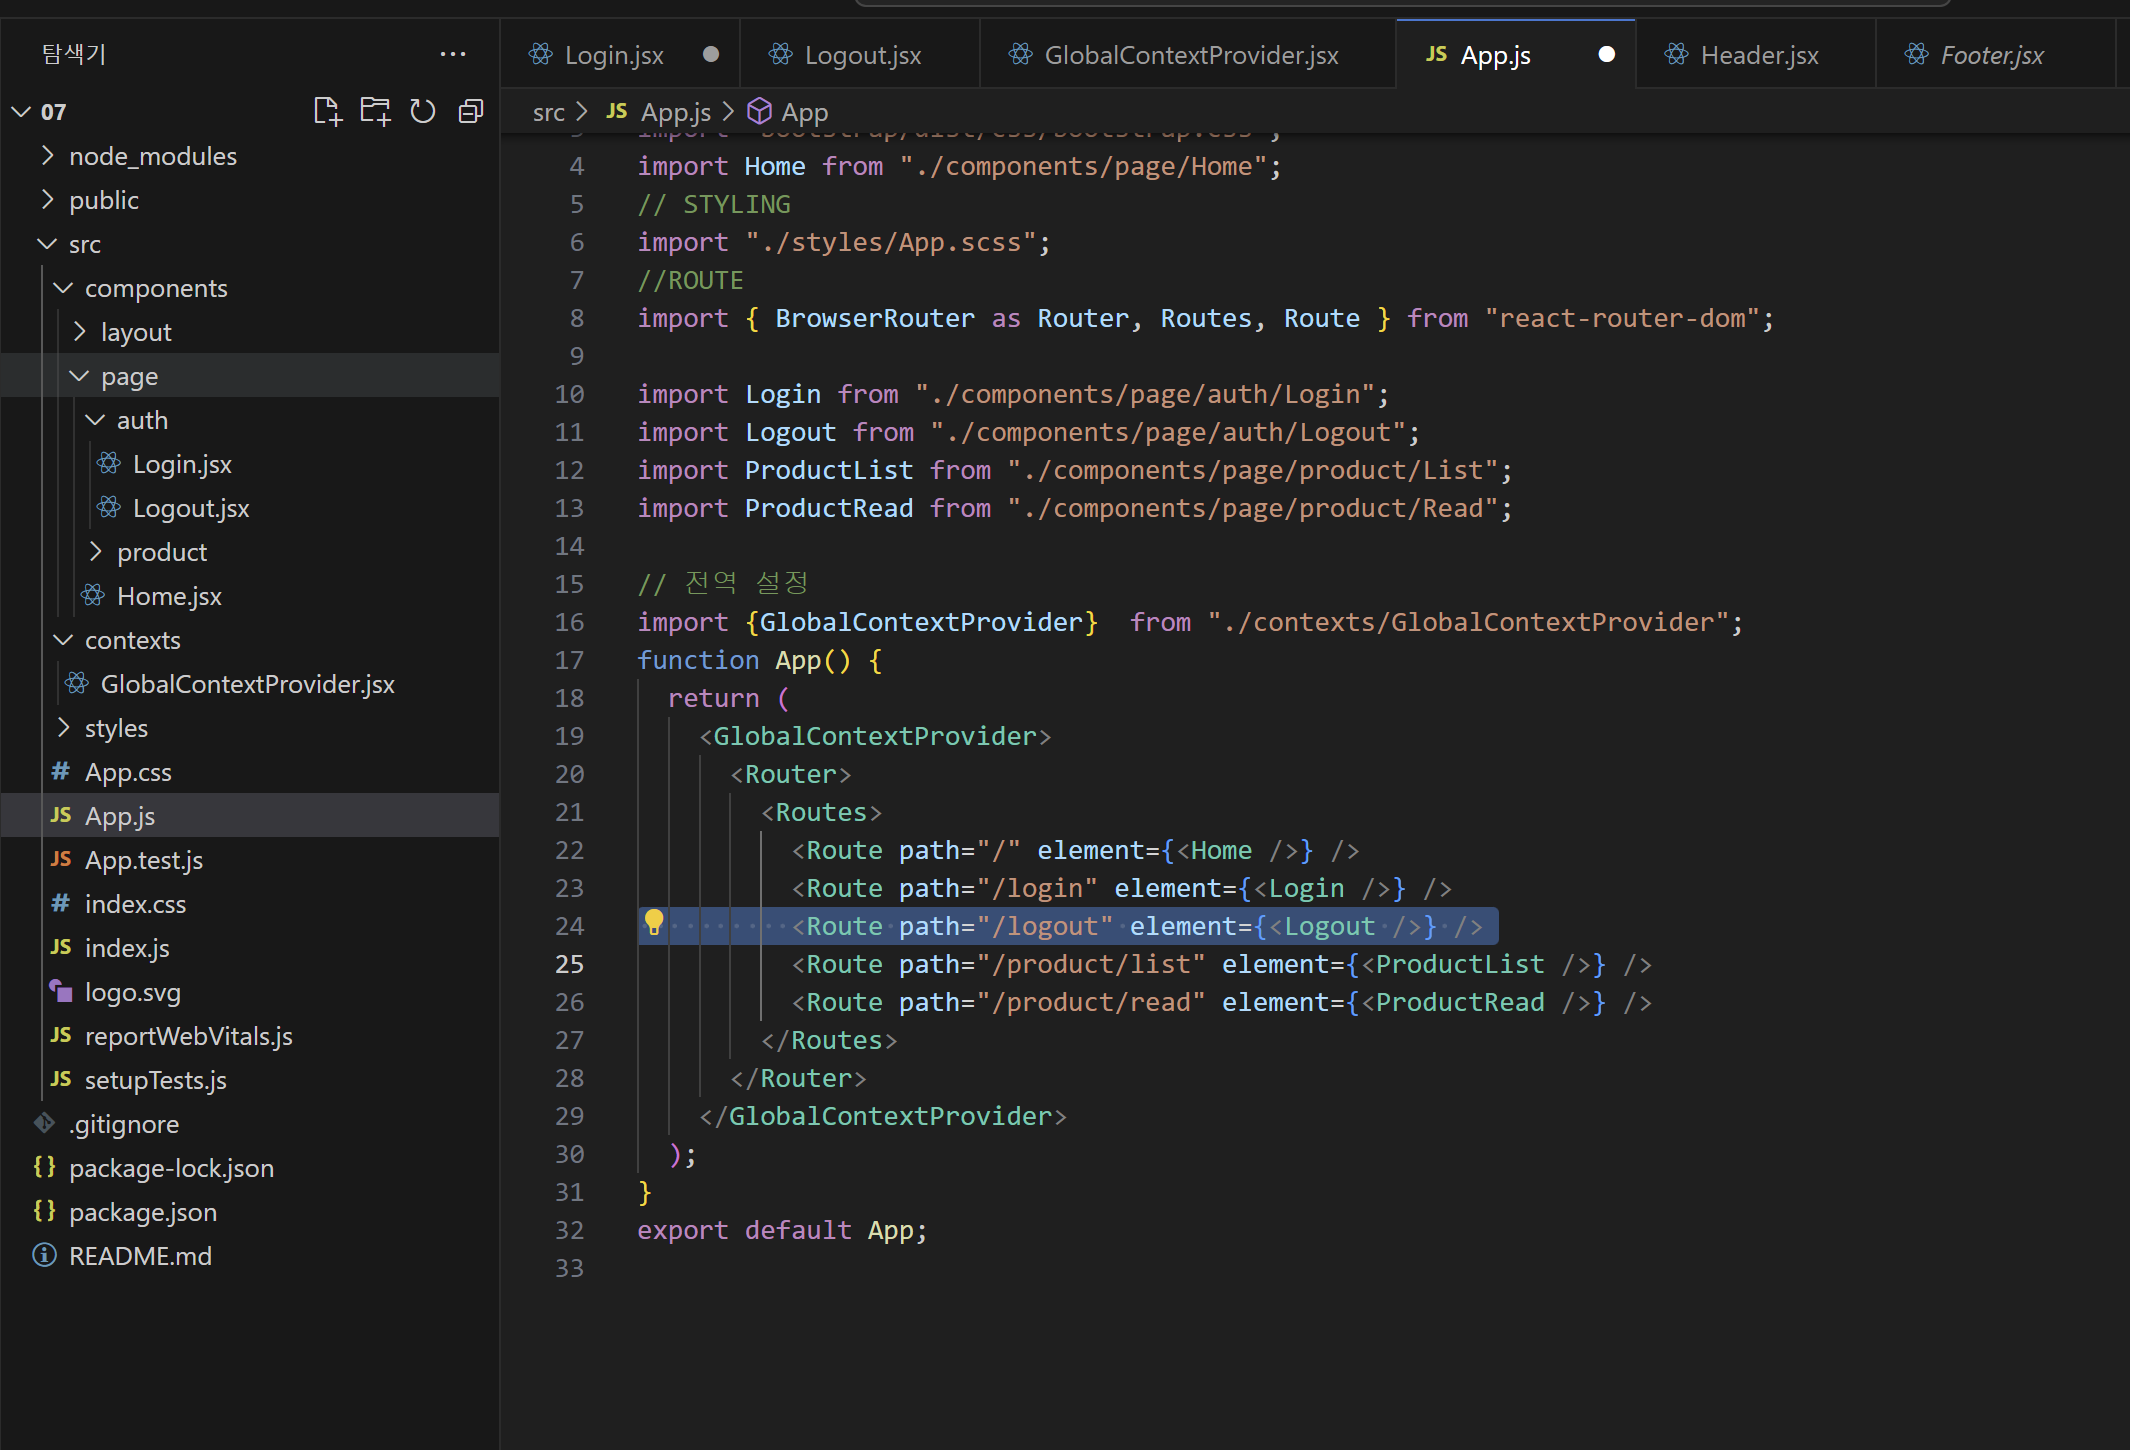 탐색기
07
node_modules
public
src
components
layout
page
auth
Login.jsx
Logout.jsx
product
Home.jsx
contexts
GlobalContextProvider.jsx
styles
App.css
App.js
App.test.js
index.css
index.js
logo.svg
reportWebVitals.js
setupTests.js
.gitignore
package-lock.json
package.json
README.md
Login.jsx
Logout.jsx
GlobalContextProvider.jsx
JS App.js
Header.jsx
Footer.jsx
src > JS App.js > App
3 import "bootstrap/dist/css/bootstrap.css";
4 import Home from "./components/page/Home";
5 // STYLING
6 import "./styles/App.scss";
7 //ROUTE
8 import { BrowserRouter as Router, Routes, Route } from "react-router-dom";
9
10 import Login from "./components/page/auth/Login";
11 import Logout from "./components/page/auth/Logout";
12 import ProductList from "./components/page/product/List";
13 import ProductRead from "./components/page/product/Read";
14
15 // 전역 설정
16 import {GlobalContextProvider}  from "./contexts/GlobalContextProvider";
17 function App() {
18   return (
19     <GlobalContextProvider>
20       <Router>
21         <Routes>
22           <Route path="/" element={<Home />} />
23           <Route path="/login" element={<Login />} />
24           <Route path="/logout" element={<Logout />} />
25           <Route path="/product/list" element={<ProductList />} />
26           <Route path="/product/read" element={<ProductRead />} />
27         </Routes>
28       </Router>
29     </GlobalContextProvider>
30   );
31 }
32 export default App;
33